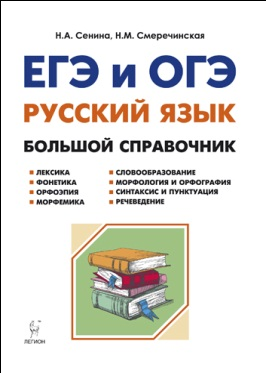 Н.А. Сенина, Н.М. Смеречинская
ЕГЭ и ОГЭ
РУССКИЙ ЯЗЫК
БОЛЬШОЙ СПРАВОЧНИК
ЛЕКСИКА
ФОНЕТИКА
ОРФОЭПИЯ
МОРФЕМИКА
СЛОВООБРАЗОВАНИЕ
МОРФОЛОГИЯ И ОРФОГРАФИЯ
СИНТАКСИС И ПУНКТУАЦИЯ
РЕЧЕВЕДЕНИЕ
ЛЕГИОН